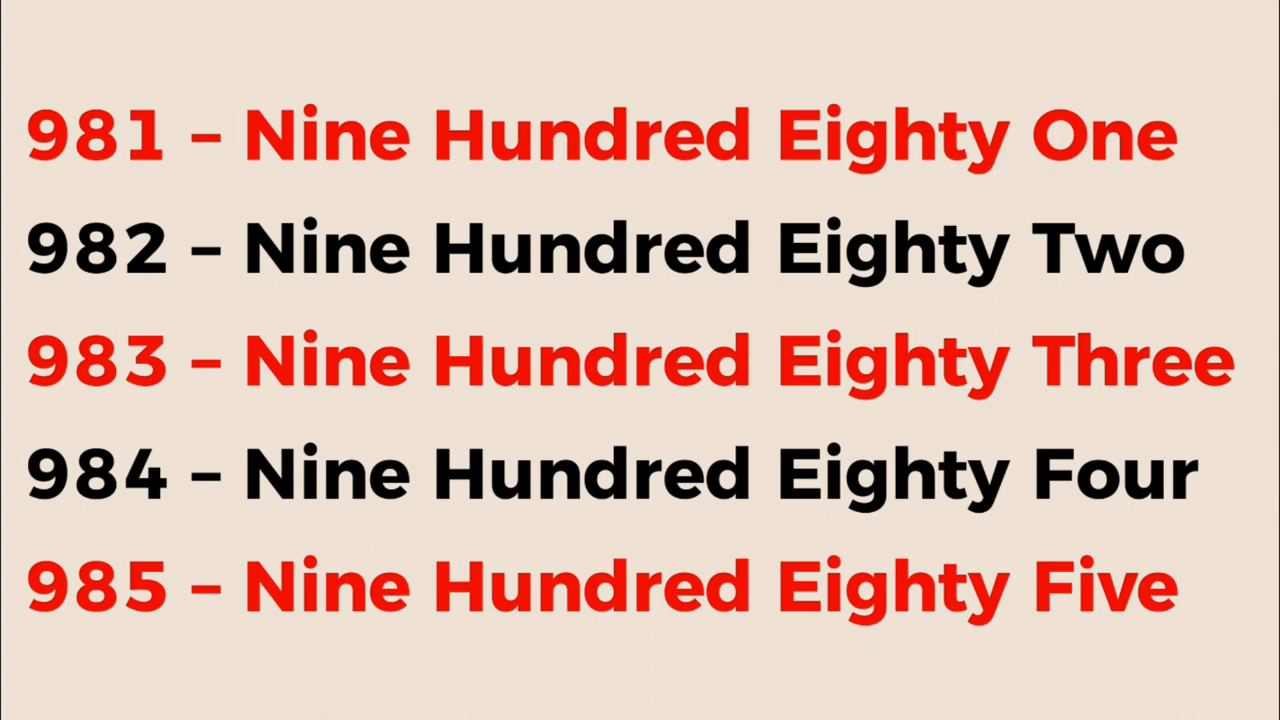 981 – Nine Hundred Eighty One
982 – Nine Hundred Eighty Two
983 – Nine Hundred Eighty Three
984 – Nine Hundred Eighty Four
985 – Nine Hundred Eighty Five